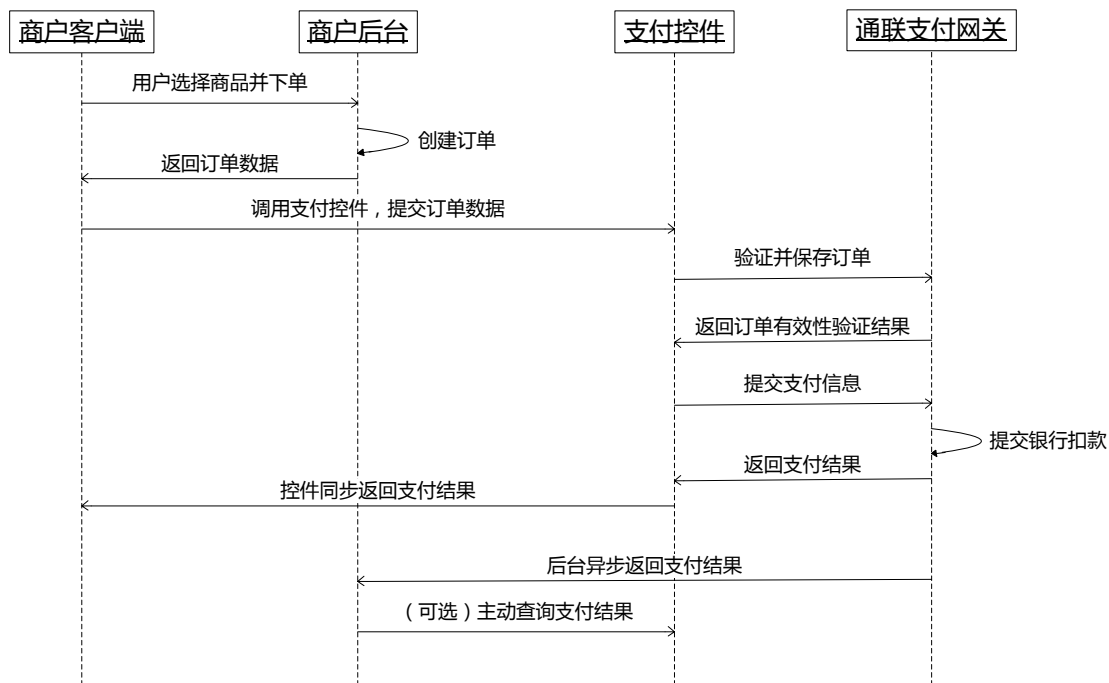 商户客户端
商户后台
支付控件
通联支付网关
用户选择商品并下单
创建订单
返回订单数据
调用支付控件，提交订单数据
验证并保存订单
返回订单有效性验证结果
提交支付信息
提交银行扣款
返回支付结果
控件同步返回支付结果
后台异步返回支付结果
（可选）主动查询支付结果